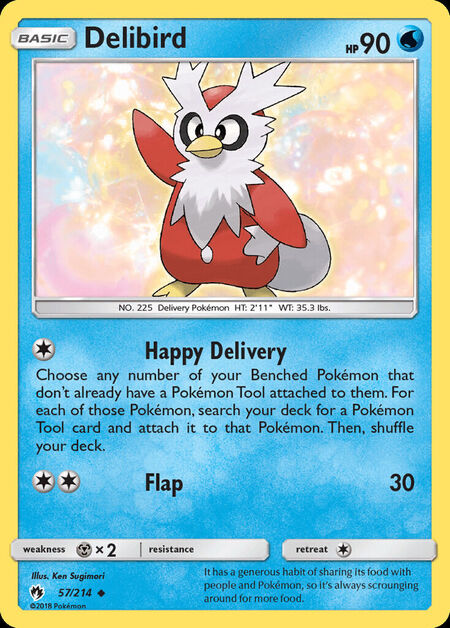 BASIC Delibird HP 90
NO. 225 Delivery Pokémon HT: 2'11" WT: 35.3 lbs.
Happy Delivery
Choose any number of your Benched Pokémon that
don't already have a Pokémon Tool attached to them. For
each of those Pokémon, search your deck for a Pokémon
Tool card and attach it to that Pokémon. Then, shuffle
your deck.
Flap 30
weakness ×2 resistance retreat
Illus. Ken Sugimori
57/214
©2018 Pokémon
It has a generous habit of sharing its food with
people and Pokémon, so it's always scrounging
around for more food.